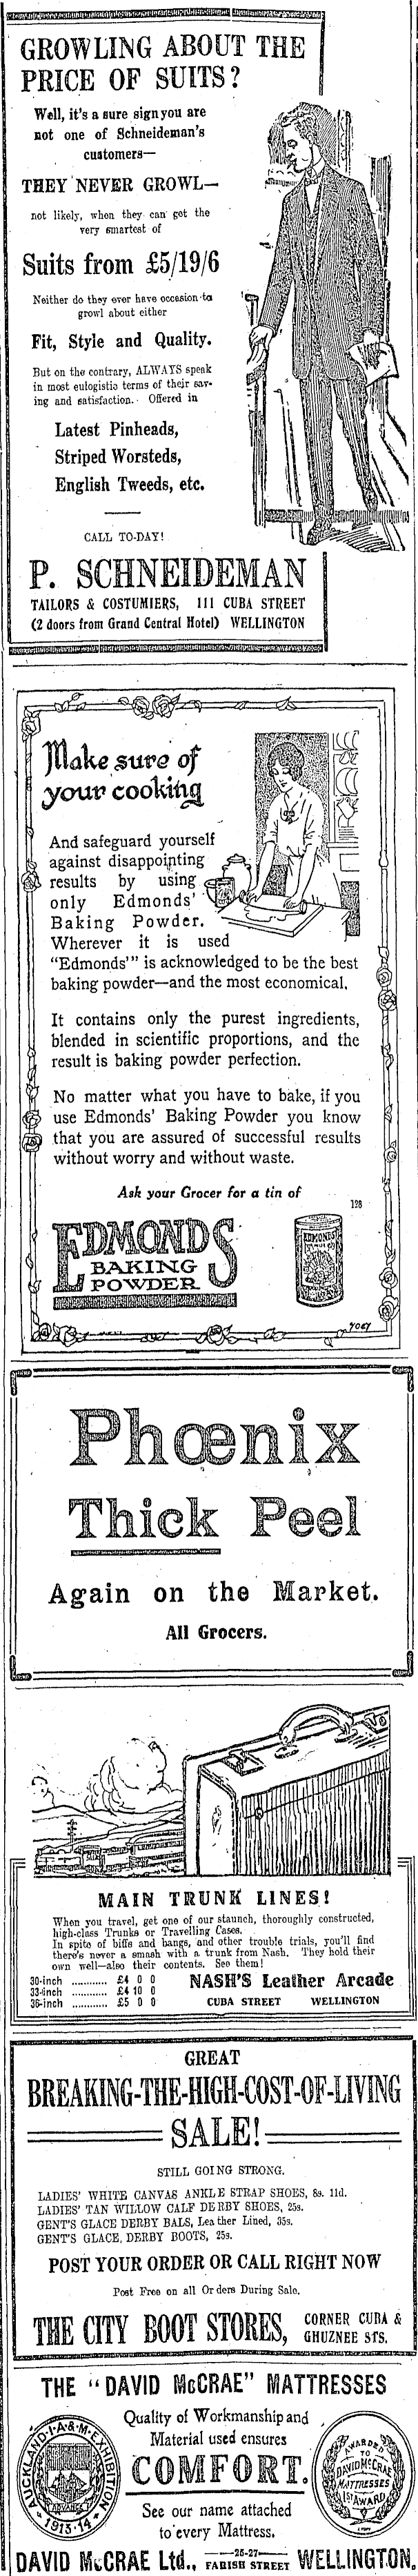 GROWLING ABOUT THE
PRICE OF SUITS?
Well, it's a sure sign you are
not one of Schneideman's
customers—
THEY NEVER GROWL—
not likely, when they can get the
very smartest of
Suits from £5/19/6
Neither do they ever have occasion to
growl about either
Fit, Style and Quality.
But on the contrary, ALWAYS speak
in most eulogistic terms of their sav-
ing and satisfaction. Offered in
Latest Pinheads,
Striped Worsteds,
English Tweeds, etc.
CALL TO-DAY!
P. SCHNEIDEMAN
TAILORS & COSTUMIERS, 111 CUBA STREET
(2 doors from Grand Central Hotel) WELLINGTON
Make sure of
your cooking
And safeguard yourself
against disappointing
results by using
only Edmonds'
Baking Powder.
Wherever it is used
"Edmonds'" is acknowledged to be the best
baking powder—and the most economical.
It contains only the purest ingredients,
blended in scientific proportions, and the
result is baking powder perfection.
No matter what you have to bake, if you
use Edmonds' Baking Powder you know
that you are assured of successful results
without worry and without waste.
Ask your Grocer for a tin of
128
EDMONDS
BAKING
POWDER
EDMONDS
7067
Phœnix
Thick Peel
Again on the Market.
All Grocers.
MAIN TRUNK LINES!
When you travel, get one of our staunch, thoroughly constructed,
high-class Trunks or Travelling Cases.
In spite of biffs and bangs, and other trouble trials, you'll find
there's never a smash with a trunk from Nash. They hold their
own well—also their contents. See them!
30-inch ............ £4 0 0
33-inch ............ £4 10 0
36-inch ............ £5 0 0
NASH'S Leather Arcade
CUBA STREET WELLINGTON
GREAT
BREAKING-THE-HIGH-COST-OF-LIVING
SALE!
STILL GOING STRONG.
LADIES' WHITE CANVAS ANKLE STRAP SHOES, 8s. 11d.
LADIES' TAN WILLOW CALF DERBY SHOES, 25s.
GENT'S GLACE DERBY BALS, Leather Lined, 35s.
GENT'S GLACE, DERBY BOOTS, 25s.
POST YOUR ORDER OR CALL RIGHT NOW
Post Free on all Orders During Sale.
THE CITY BOOT STORES, CORNER CUBA &
GHUZNEE STS.
THE "DAVID McCRAE" MATTRESSES
AUCKLAND·I·A·&·M·EXHIBITION
ADVANCE
·1913-14·
Quality of Workmanship and
Material used ensures
COMFORT.
See our name attached
to every Mattress.
AWARDED
TO
DAVID McCRAE
MATTRESSES
1ST AWARD
DAVID McCRAE Ltd., —25-27— FARISH STREET WELLINGTON.